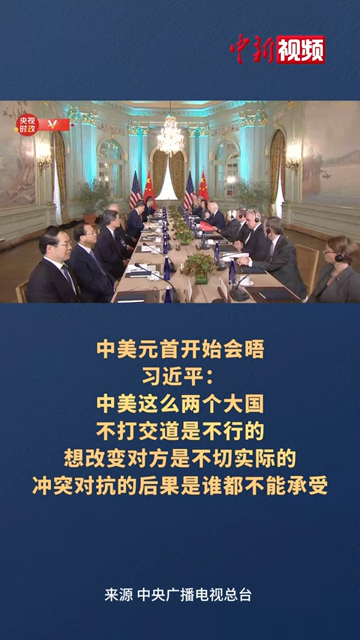 中新视频
央视
时政
中美元首开始会晤
习近平：
中美这么两个大国
不打交道是不行的
想改变对方是不切实际的
冲突对抗的后果是谁都不能承受
来源 中央广播电视总台